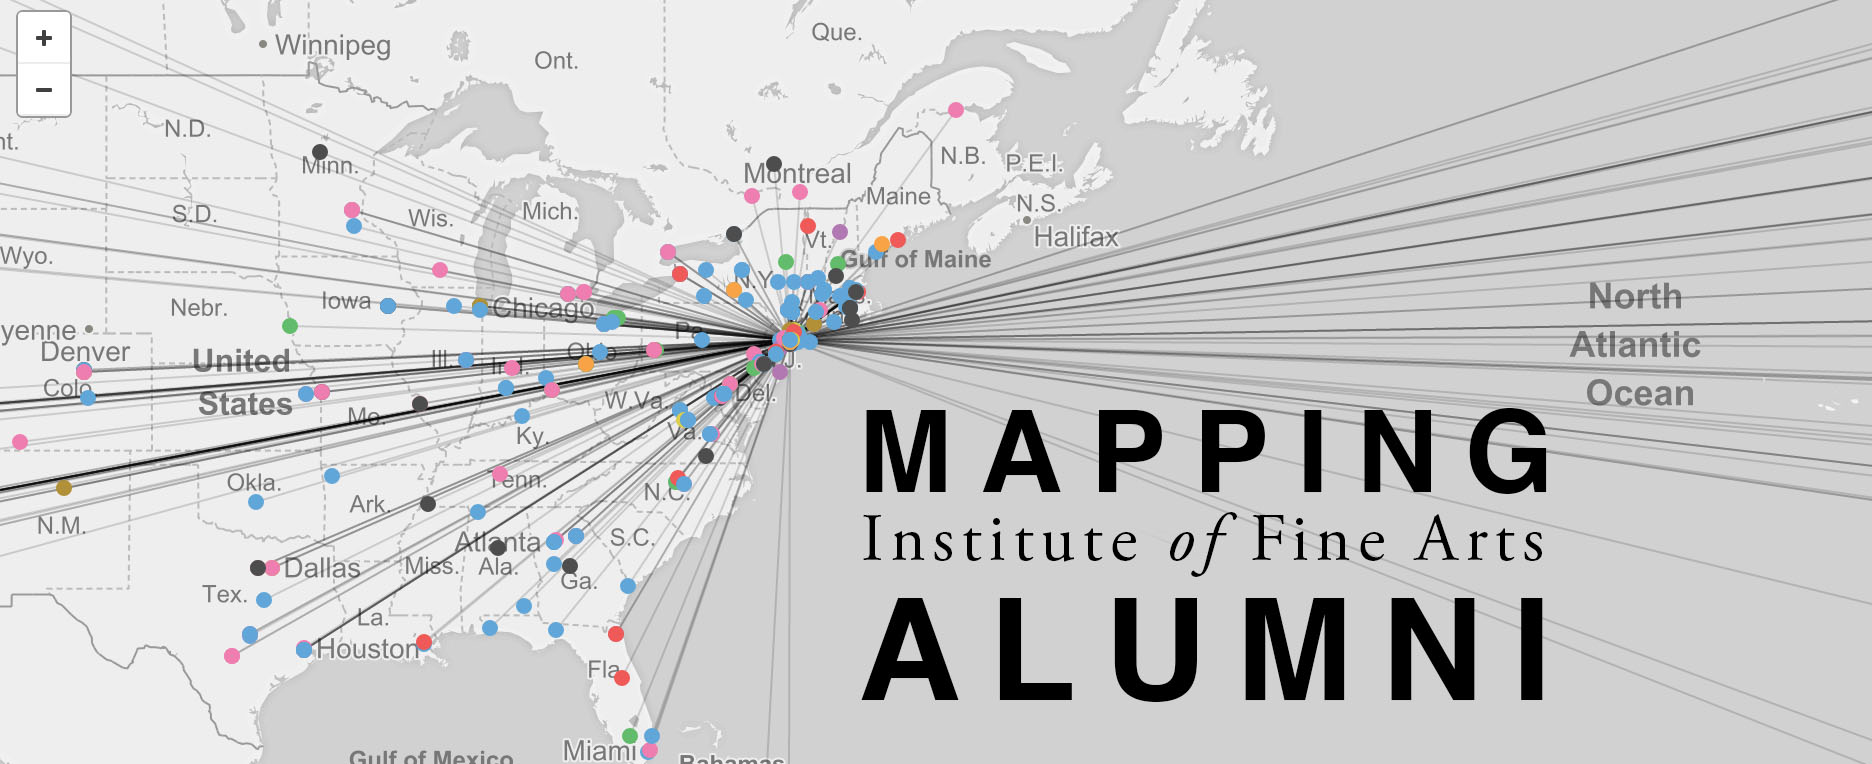 +
−
Winnipeg
Ont.
Que.
N.D.
Minn.
Montreal
N.B.
P.E.I.
Maine
N.S.
Halifax
S.D.
Wis.
Mich.
Vt.
Gulf of Maine
Wyo.
N.Y.
Nebr.
Iowa
Chicago
North
Atlantic
Ocean
yenne
Denver
United
States
Ill.
Ind.
Ohio
Pa.
J.
Colo.
Mo.
W.Va.
Del.
Va.
Ky.
MAPPING
Institute of Fine Arts
ALUMNI
Okla.
Tenn.
N.C.
N.M.
Ark.
Atlanta
S.C.
Dallas
Miss.
Ala.
Ga.
Tex.
La.
Houston
Fla.
Miami
Gulf of Mexico
Bahamas